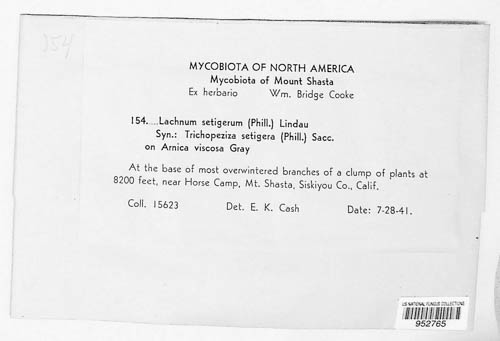 354
MYCOBIOTA OF NORTH AMERICA
Mycobiota of Mount Shasta
Ex herbario Wm. Bridge Cooke
154....Lachnum setigerum (Phill.) Lindau
Syn.: Trichopeziza setigera (Phill.) Sacc.
on Arnica viscosa Gray
At the base of most overwintered branches of a clump of plants at
8200 feet, near Horse Camp, Mt. Shasta, Siskiyou Co., Calif.
Coll. 15623 Det. E. K. Cash Date: 7-28-41.
US NATIONAL FUNGUS COLLECTIONS
952765